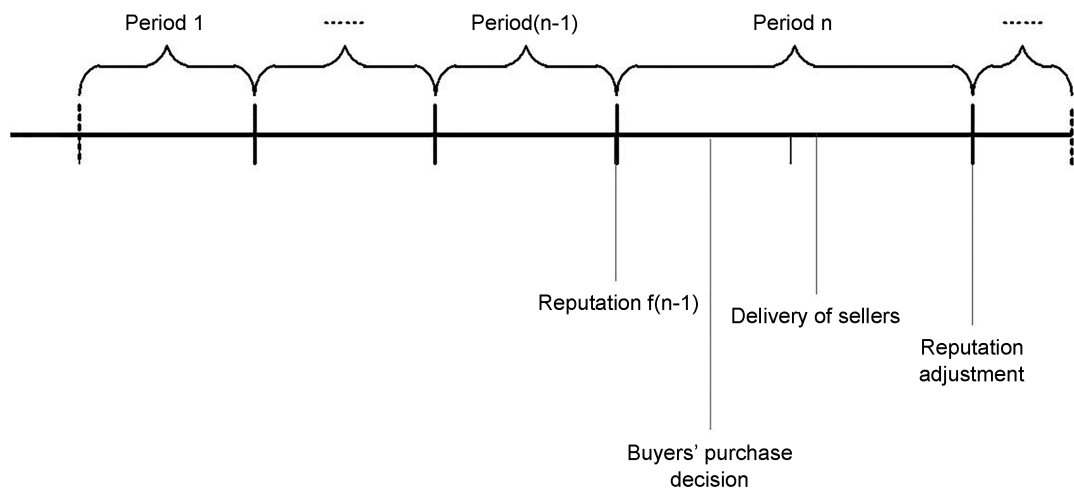 Period 1
Period(n-1)
Period n
Reputation f(n-1)
Delivery of sellers
Reputation
adjustment
Buyers’ purchase
decision